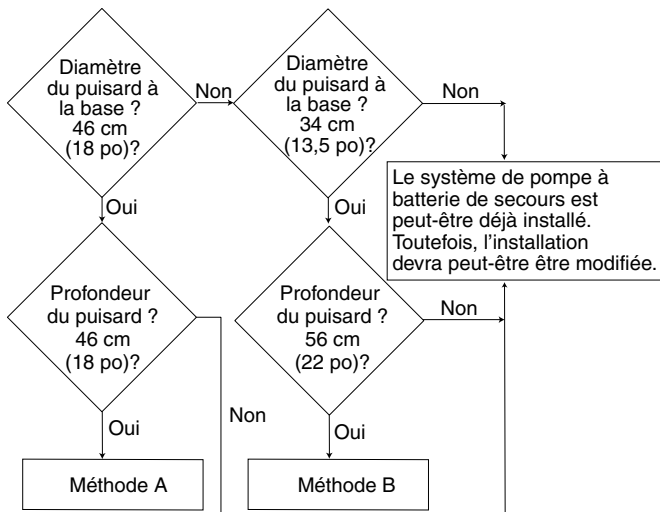 Diamètre
du puisard à
la base ?
46 cm
(18 po)?
Non
Diamètre
du puisard à
la base ?
34 cm
(13,5 po)?
Non
Oui
Oui
Le système de pompe à
batterie de secours est
peut-être déjà installé.
Toutefois, l'installation
devra peut-être être modifiée.
Profondeur
du puisard ?
46 cm
(18 po)?
Profondeur
du puisard ?
56 cm
(22 po)?
Non
Non
Oui
Oui
Méthode A
Méthode B